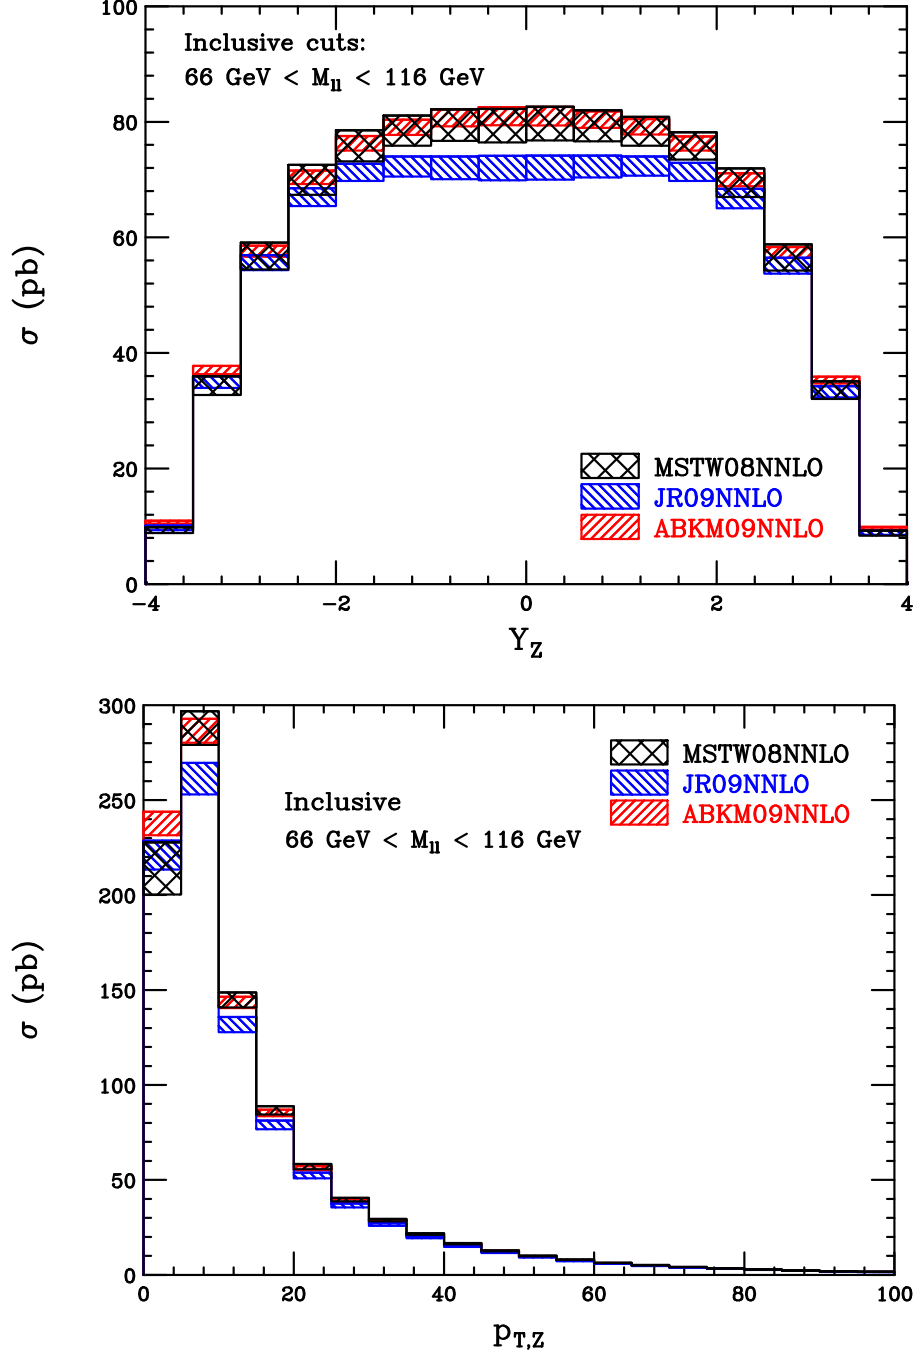 100
Inclusive cuts:
66 GeV < M_ll < 116 GeV
80
60
σ (pb)
40
20
MSTW08NNLO
JR09NNLO
ABKM09NNLO
0
-4 -2 0 2 4
Y_Z
300
MSTW08NNLO
JR09NNLO
ABKM09NNLO
250
Inclusive
66 GeV < M_ll < 116 GeV
200
σ (pb)
150
100
50
0
0 20 40 60 80 100
p_T,Z